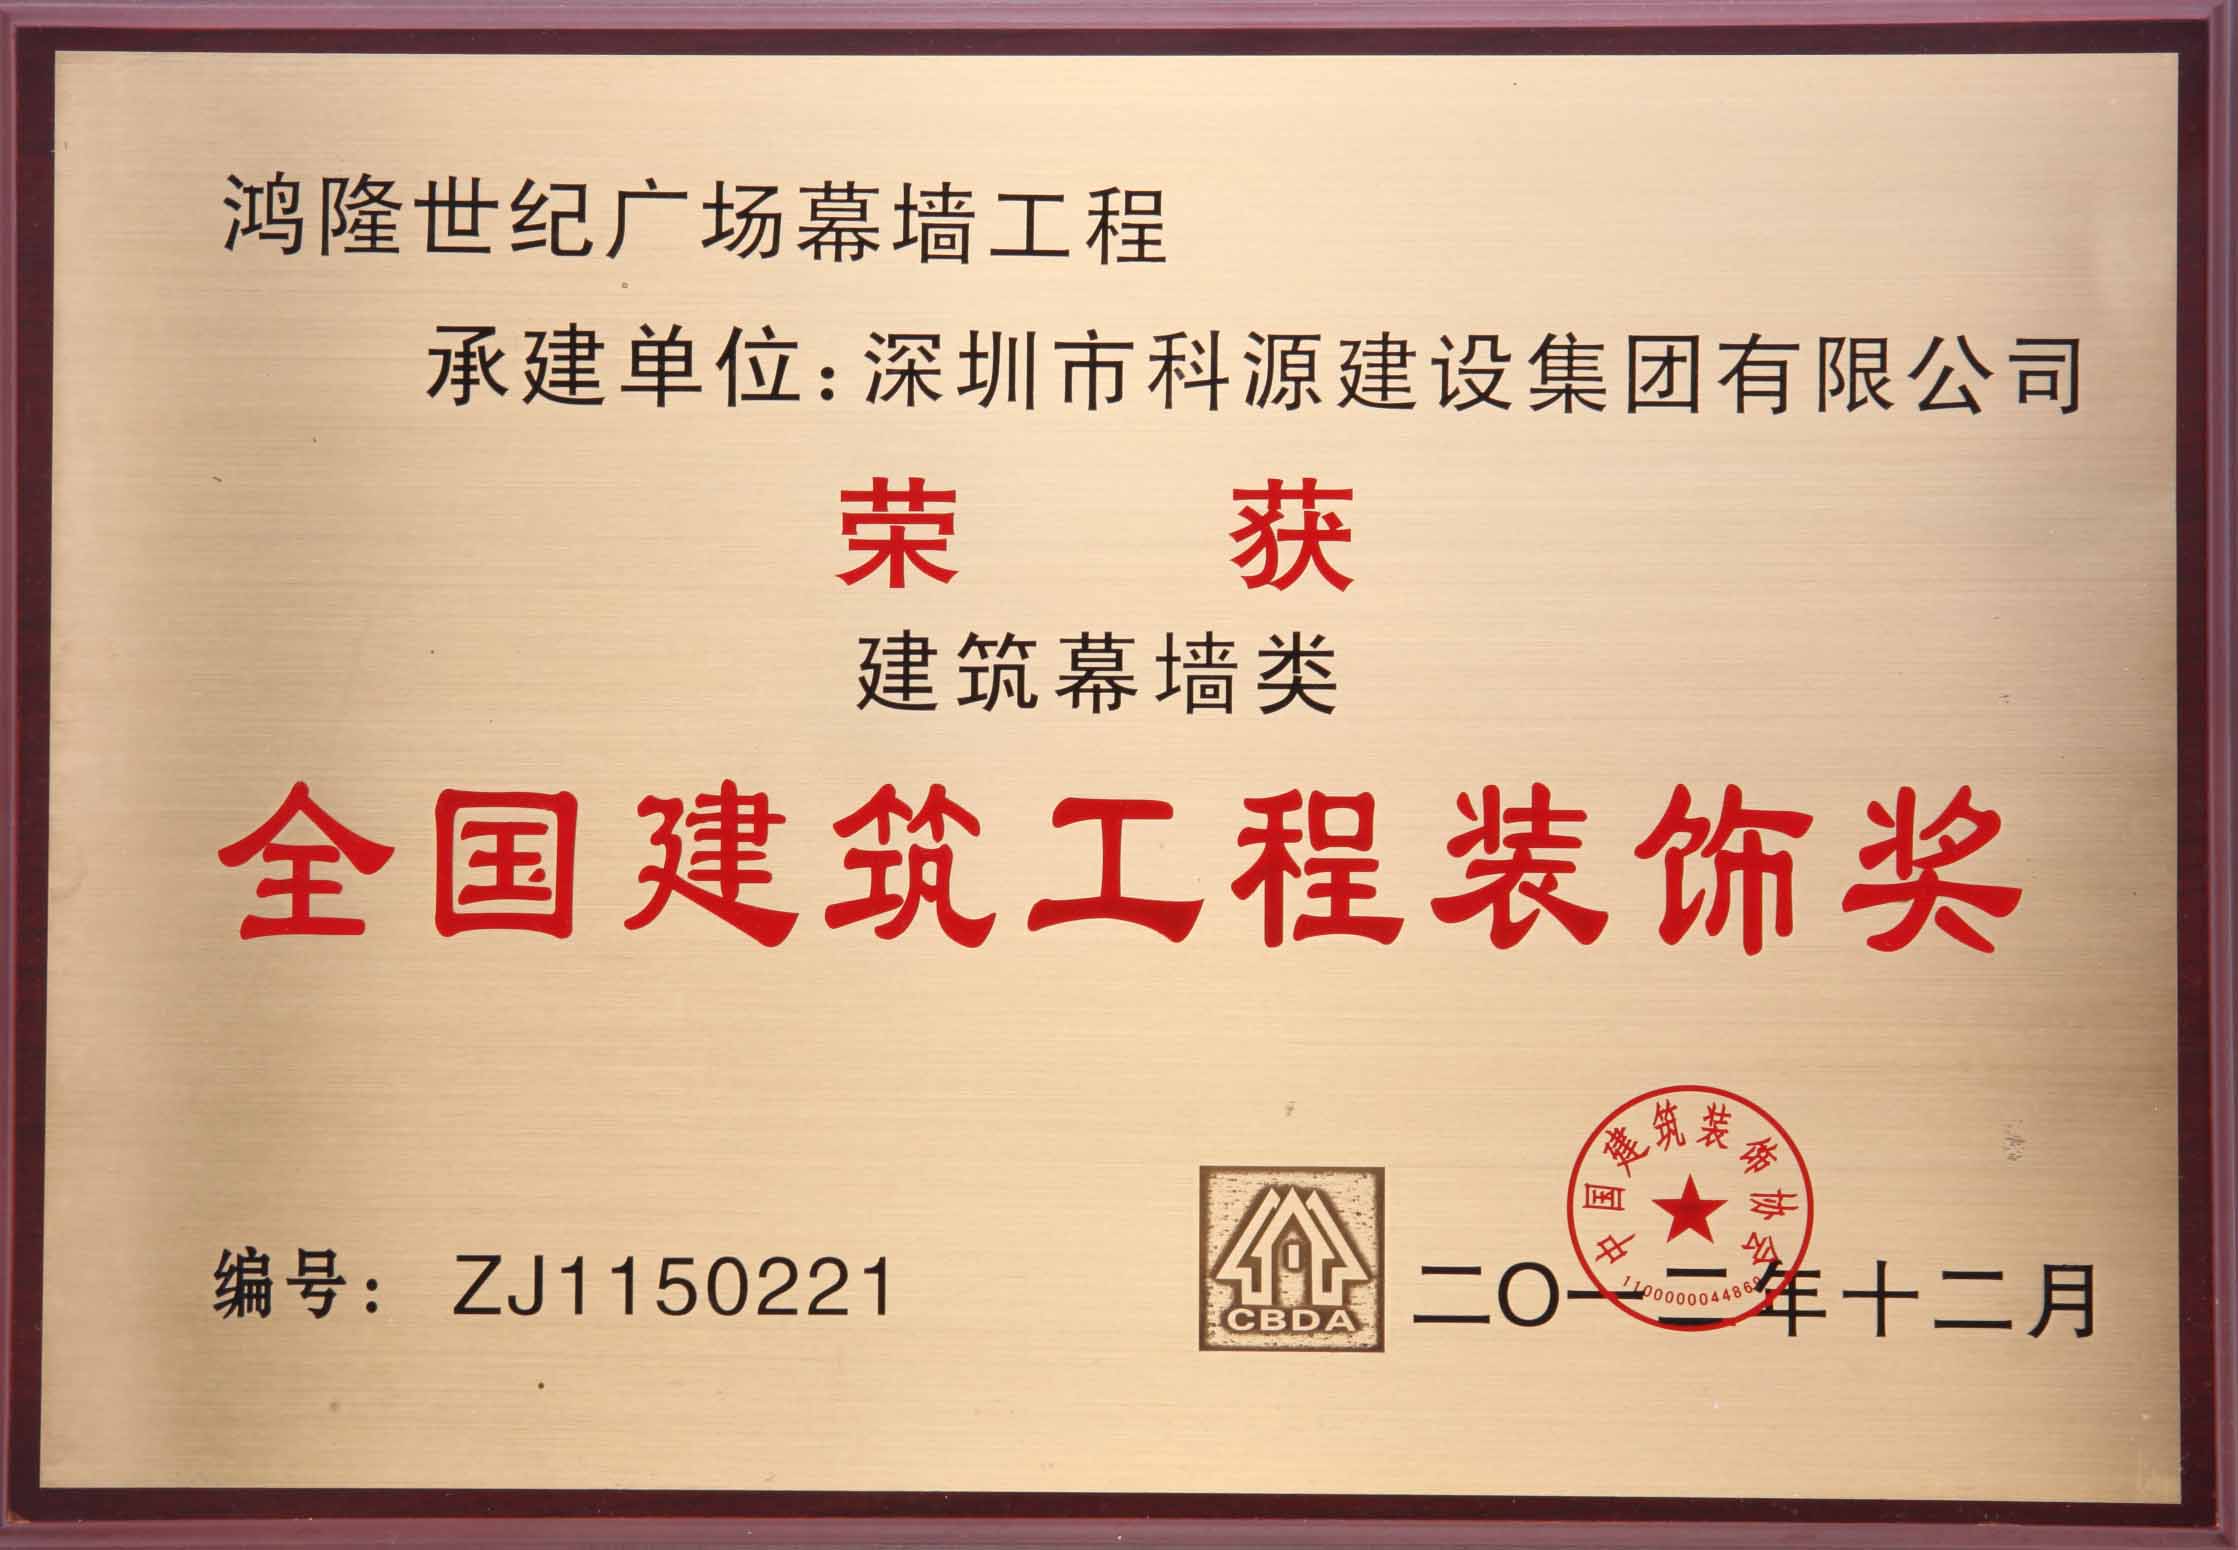 鸿隆世纪广场幕墙工程
承建单位:深圳市科源建设集团有限公司
荣 获
建筑幕墙类
全国建筑工程装饰奖
中国建筑装饰协会
1100000044869
编号: ZJ1150221
CBDA
二〇一二年十二月